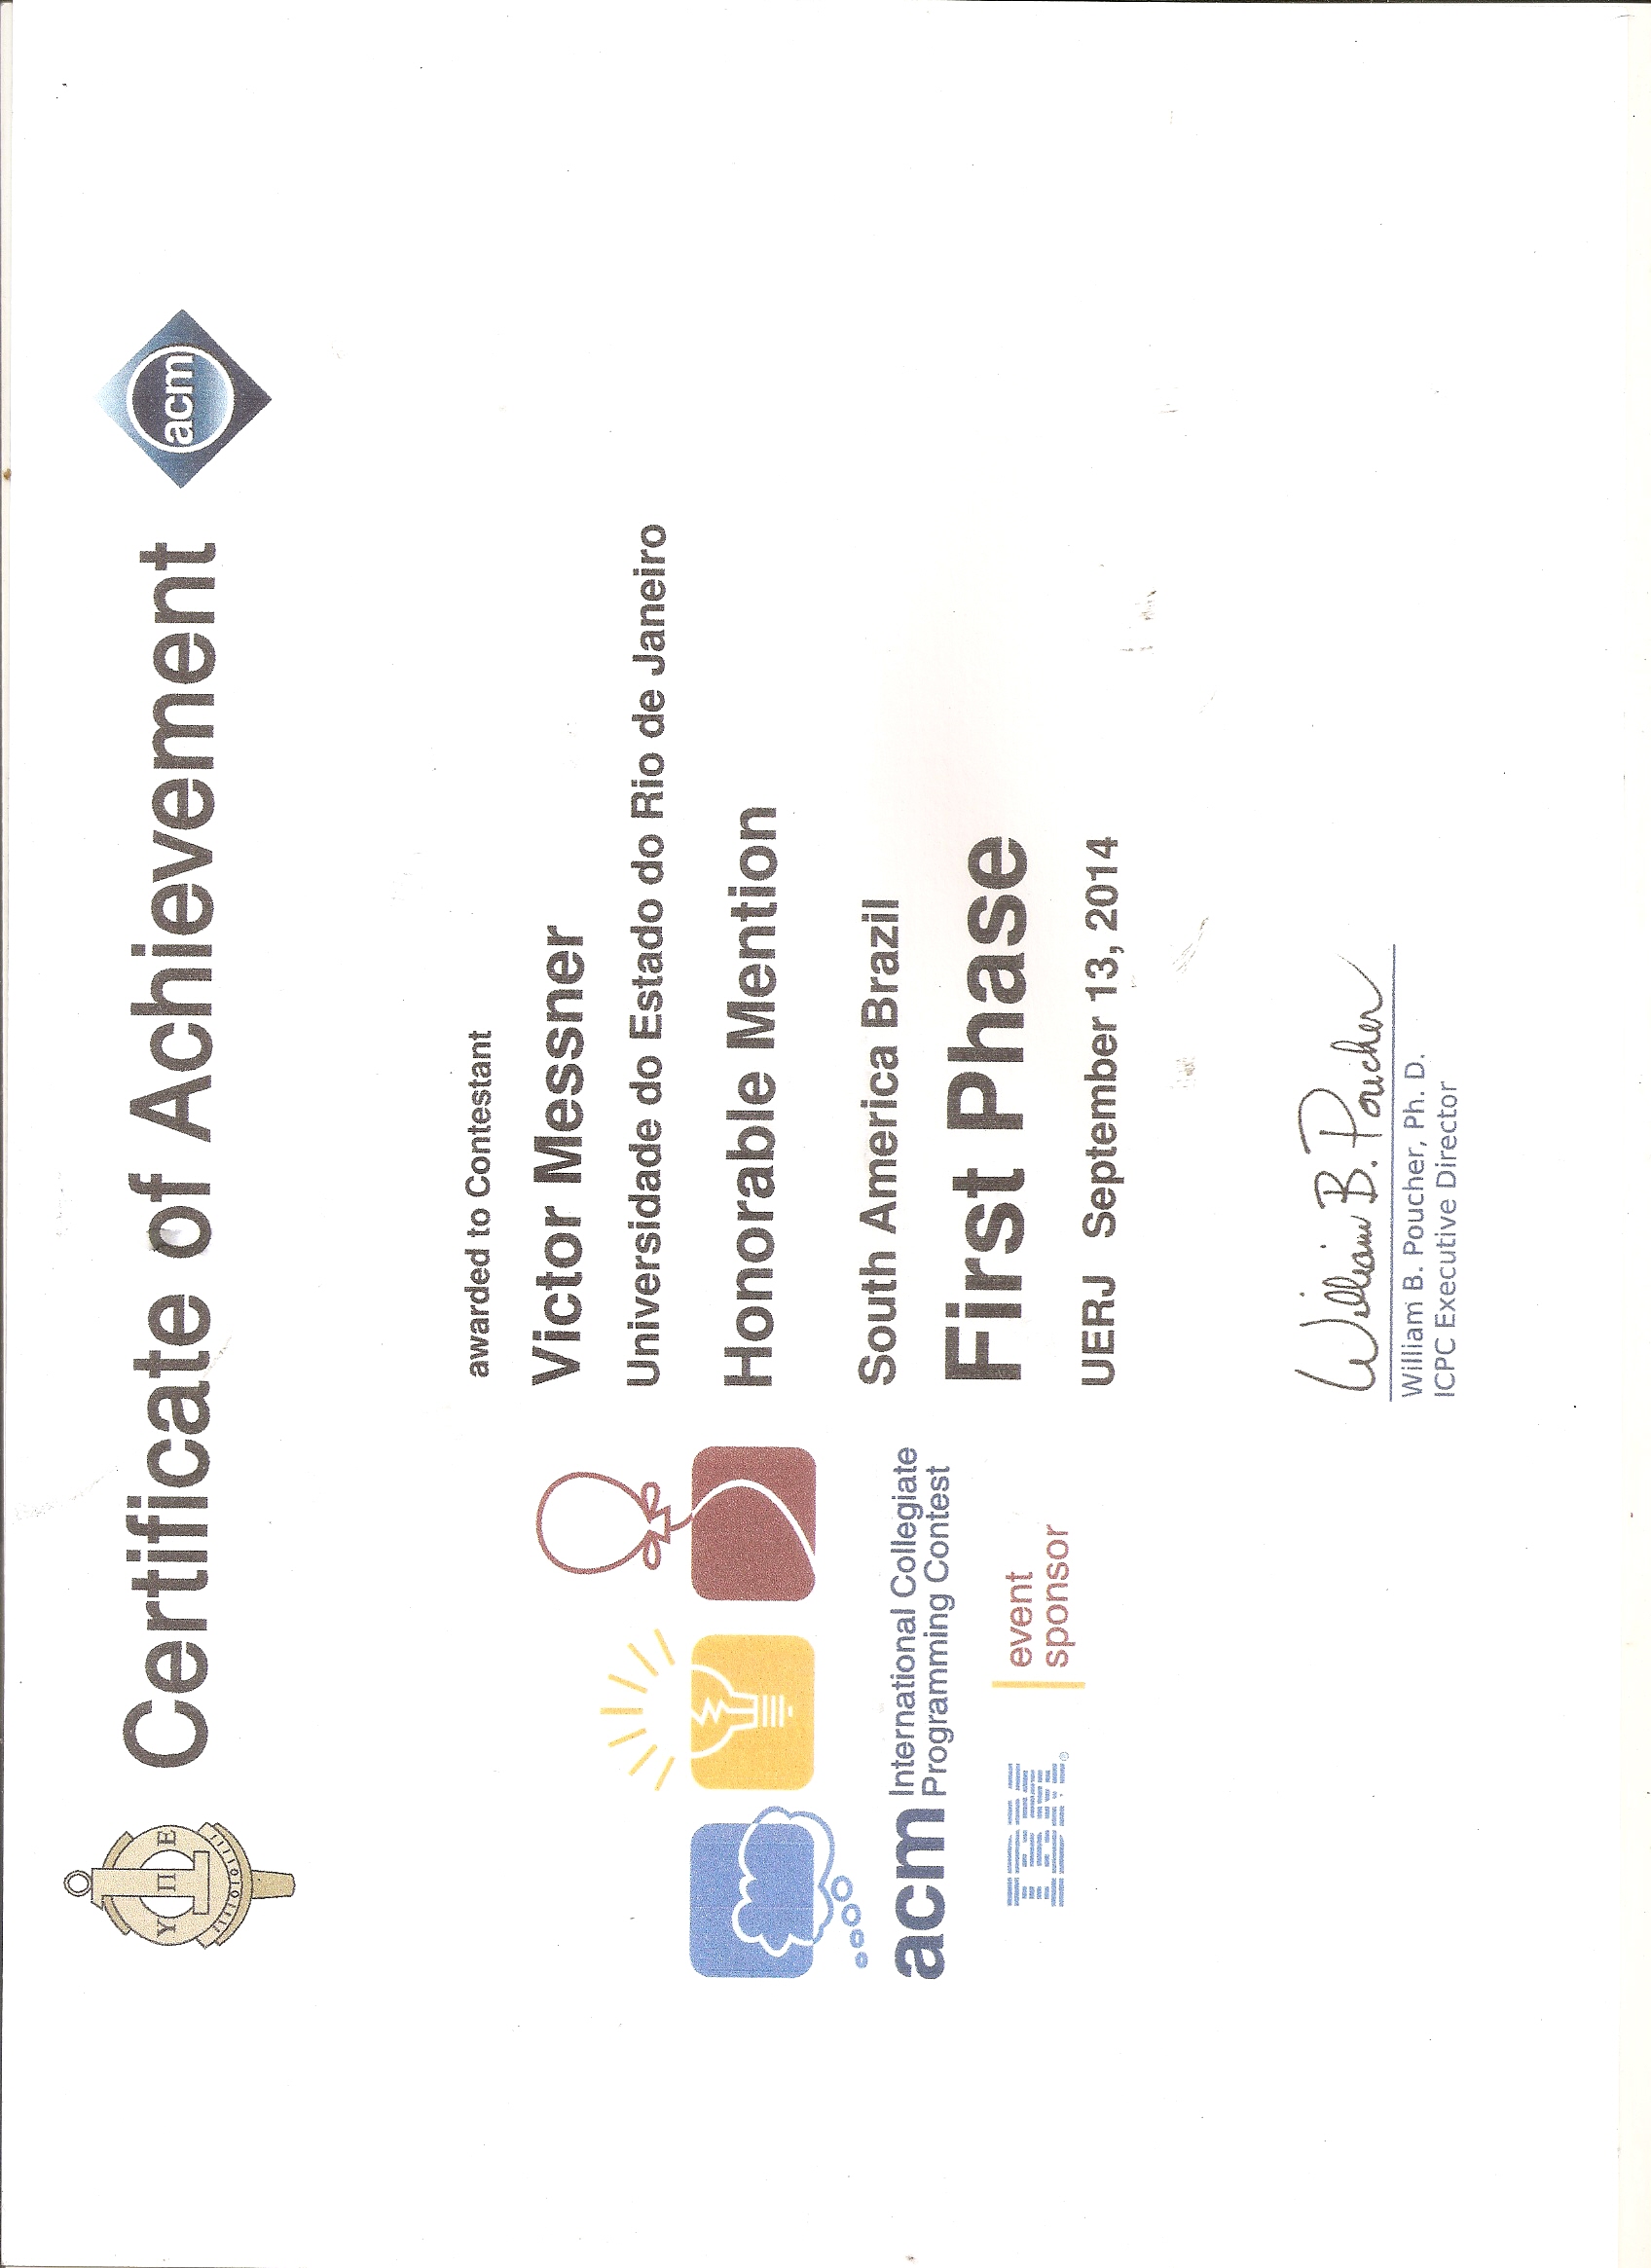 Υ Π Ε
1
11110101111
Certificate of Achievement
acm
awarded to Contestant
Victor Messner
Universidade do Estado do Rio de Janeiro
Honorable Mention
South America Brazil
First Phase
UERJ September 13, 2014
acm International Collegiate
Programming Contest
IBM®
event
sponsor
William B. Poucher
William B. Poucher, Ph. D.
ICPC Executive Director